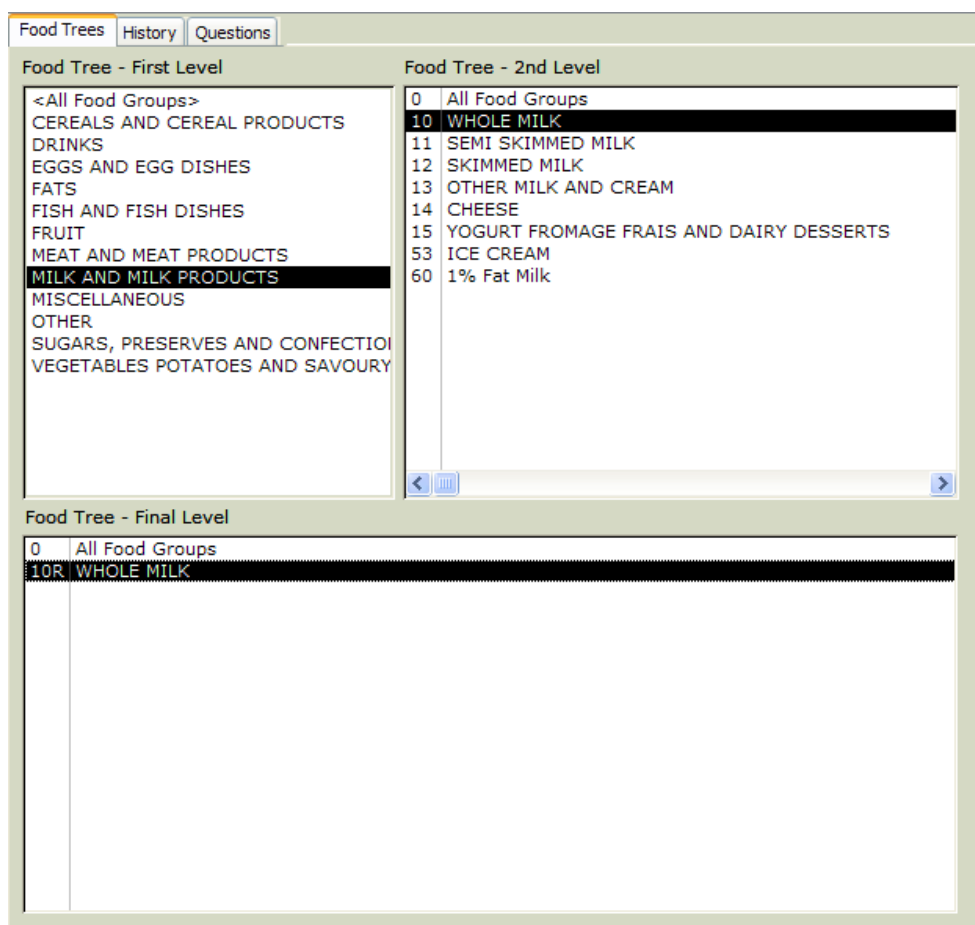 Food Trees History Questions
Food Tree - First Level
<All Food Groups>
CEREALS AND CEREAL PRODUCTS
DRINKS
EGGS AND EGG DISHES
FATS
FISH AND FISH DISHES
FRUIT
MEAT AND MEAT PRODUCTS
MILK AND MILK PRODUCTS
MISCELLANEOUS
OTHER
SUGARS, PRESERVES AND CONFECTIO
VEGETABLES POTATOES AND SAVOURY
Food Tree - 2nd Level
0 All Food Groups
10 WHOLE MILK
11 SEMI SKIMMED MILK
12 SKIMMED MILK
13 OTHER MILK AND CREAM
14 CHEESE
15 YOGURT FROMAGE FRAIS AND DAIRY DESSERTS
53 ICE CREAM
60 1% Fat Milk
Food Tree - Final Level
0 All Food Groups
10R WHOLE MILK